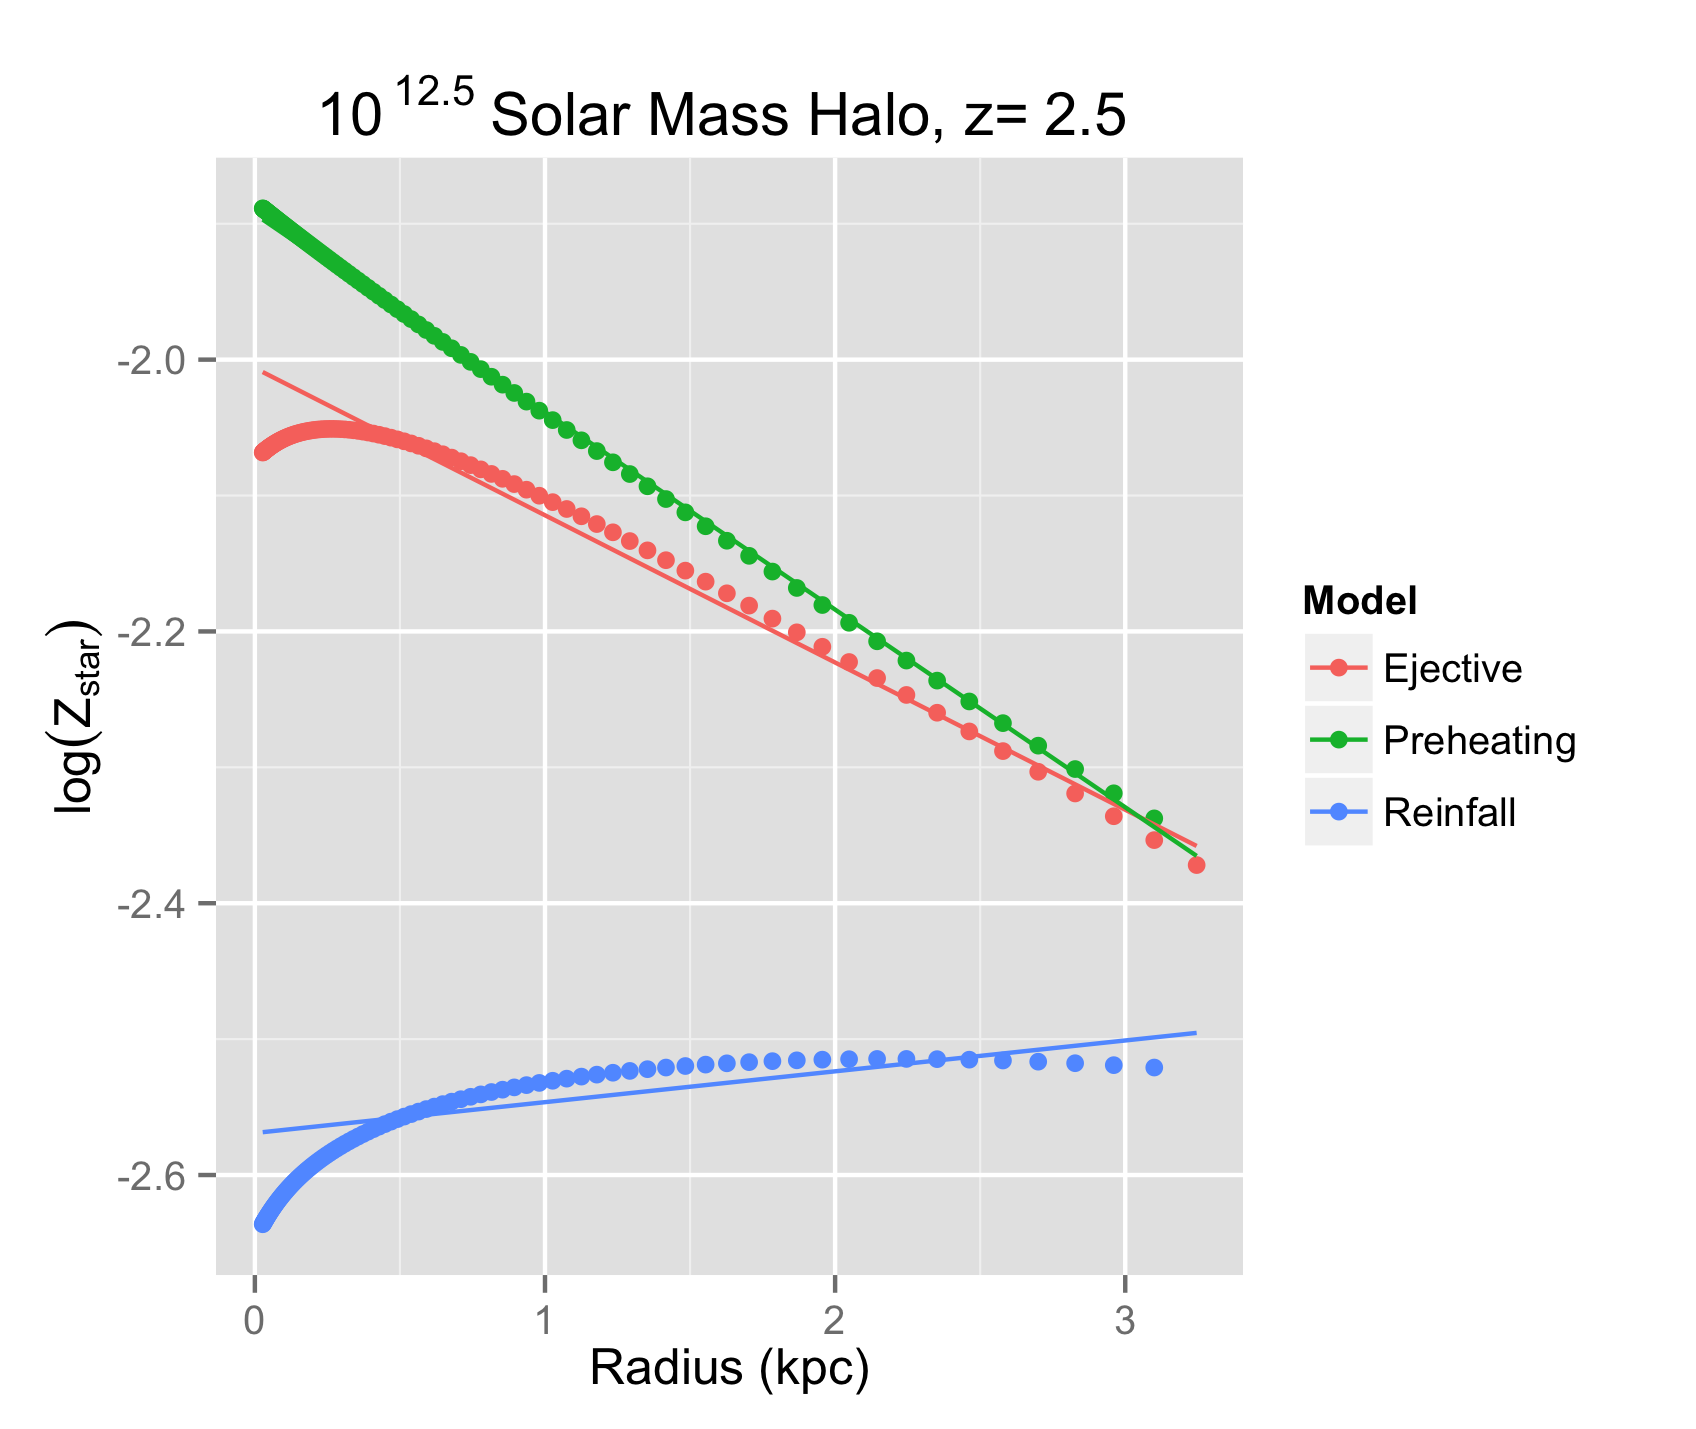 10^12.5 Solar Mass Halo, z= 2.5
-2.0
-2.2
-2.4
-2.6
log(Z_star)
0 1 2 3
Radius (kpc)
Model
Ejective
Preheating
Reinfall